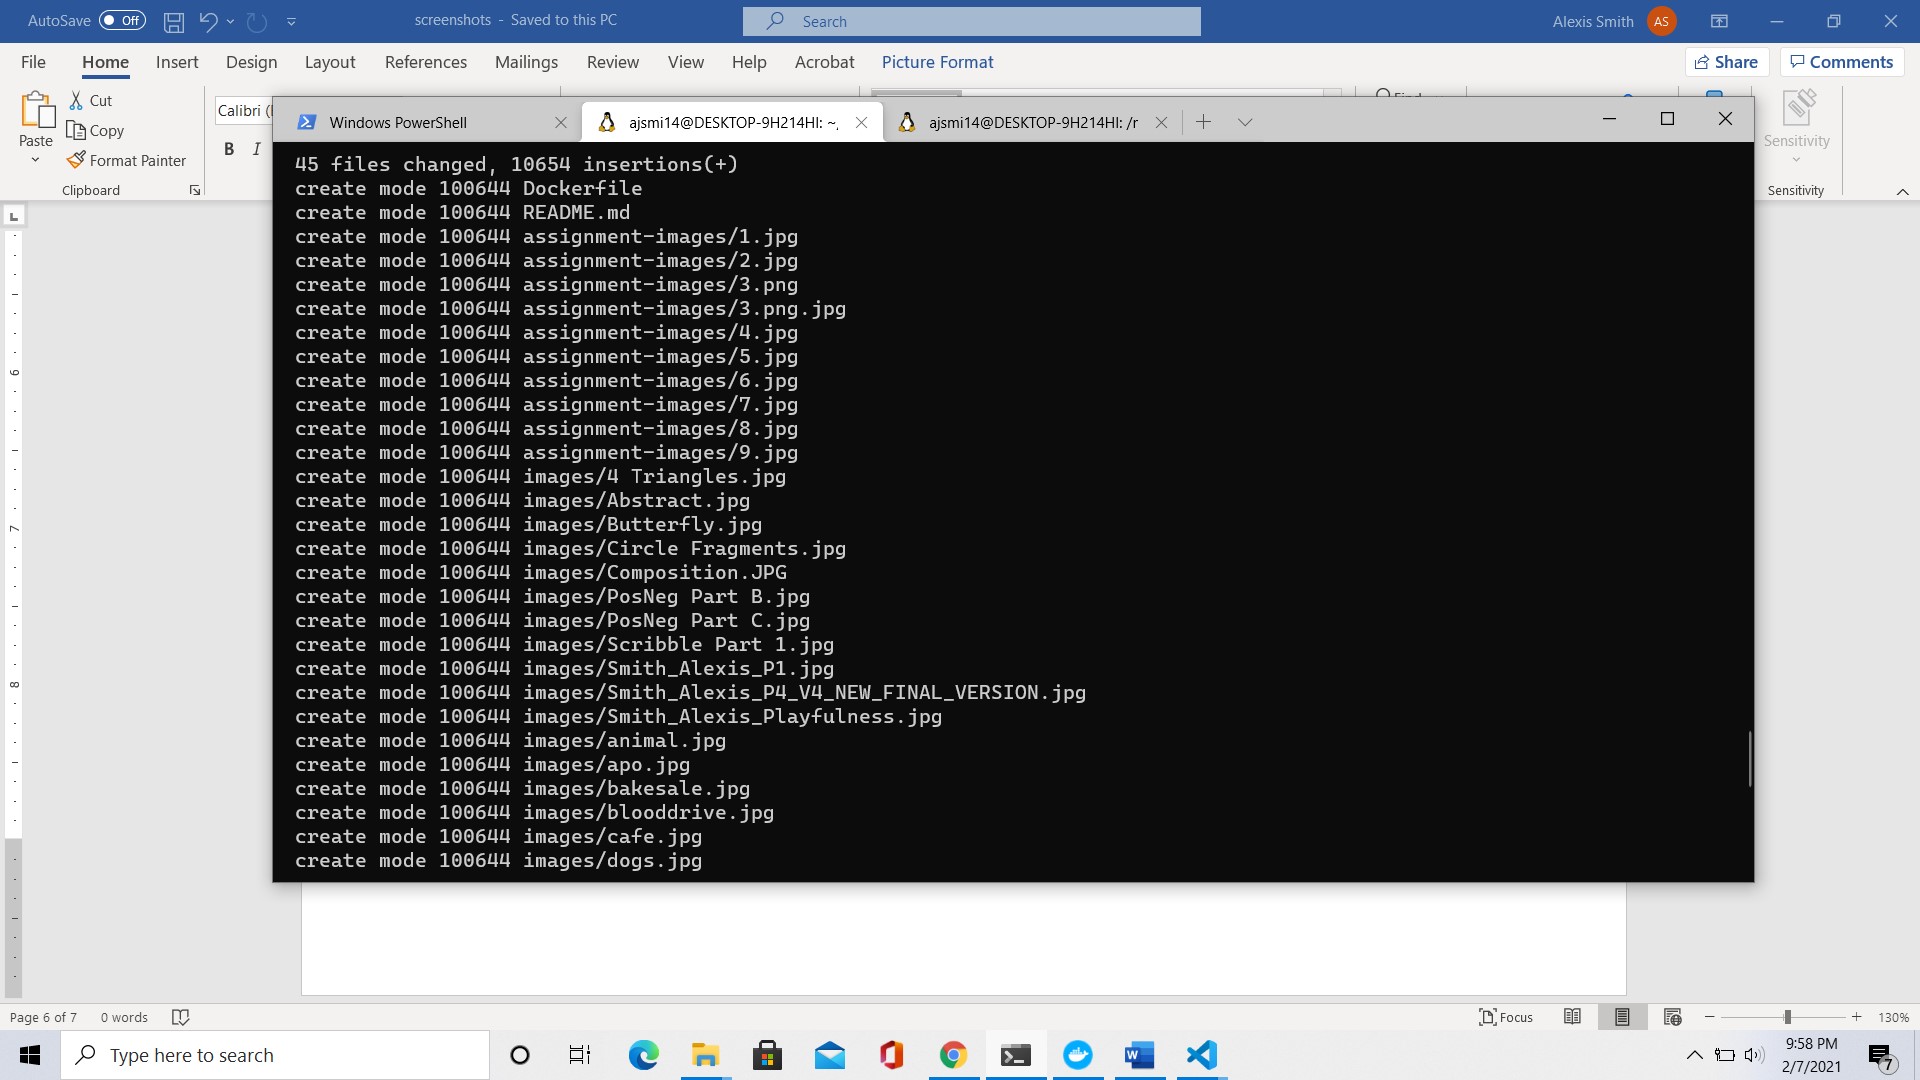 AutoSave Off screenshots - Saved to this PC Search Alexis Smith AS
File Home Insert Design Layout References Mailings Review View Help Acrobat Picture Format Share Comments
Paste
Cut
Copy
Format Painter
Clipboard
Calibri
B I
Sensitivity
Sensitivity
Windows PowerShell ajsmi14@DESKTOP-9H214HI: ~, ajsmi14@DESKTOP-9H214HI: /r
45 files changed, 10654 insertions(+)
create mode 100644 Dockerfile
create mode 100644 README.md
create mode 100644 assignment-images/1.jpg
create mode 100644 assignment-images/2.jpg
create mode 100644 assignment-images/3.png
create mode 100644 assignment-images/3.png.jpg
create mode 100644 assignment-images/4.jpg
create mode 100644 assignment-images/5.jpg
create mode 100644 assignment-images/6.jpg
create mode 100644 assignment-images/7.jpg
create mode 100644 assignment-images/8.jpg
create mode 100644 assignment-images/9.jpg
create mode 100644 images/4 Triangles.jpg
create mode 100644 images/Abstract.jpg
create mode 100644 images/Butterfly.jpg
create mode 100644 images/Circle Fragments.jpg
create mode 100644 images/Composition.JPG
create mode 100644 images/PosNeg Part B.jpg
create mode 100644 images/PosNeg Part C.jpg
create mode 100644 images/Scribble Part 1.jpg
create mode 100644 images/Smith_Alexis_P1.jpg
create mode 100644 images/Smith_Alexis_P4_V4_NEW_FINAL_VERSION.jpg
create mode 100644 images/Smith_Alexis_Playfulness.jpg
create mode 100644 images/animal.jpg
create mode 100644 images/apo.jpg
create mode 100644 images/bakesale.jpg
create mode 100644 images/blooddrive.jpg
create mode 100644 images/cafe.jpg
create mode 100644 images/dogs.jpg
6
7
8
Page 6 of 7 0 words Focus 130%
Type here to search
9:58 PM
2/7/2021
7